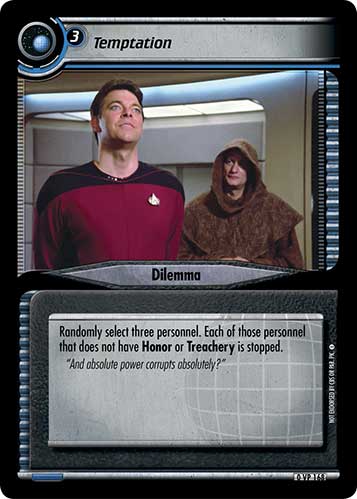 3
Temptation
Dilemma
Randomly select three personnel. Each of those personnel
that does not have Honor or Treachery is stopped.
"And absolute power corrupts absolutely?"
NOT ENDORSED BY CBS OR PAR. PIC.
0 VP 168